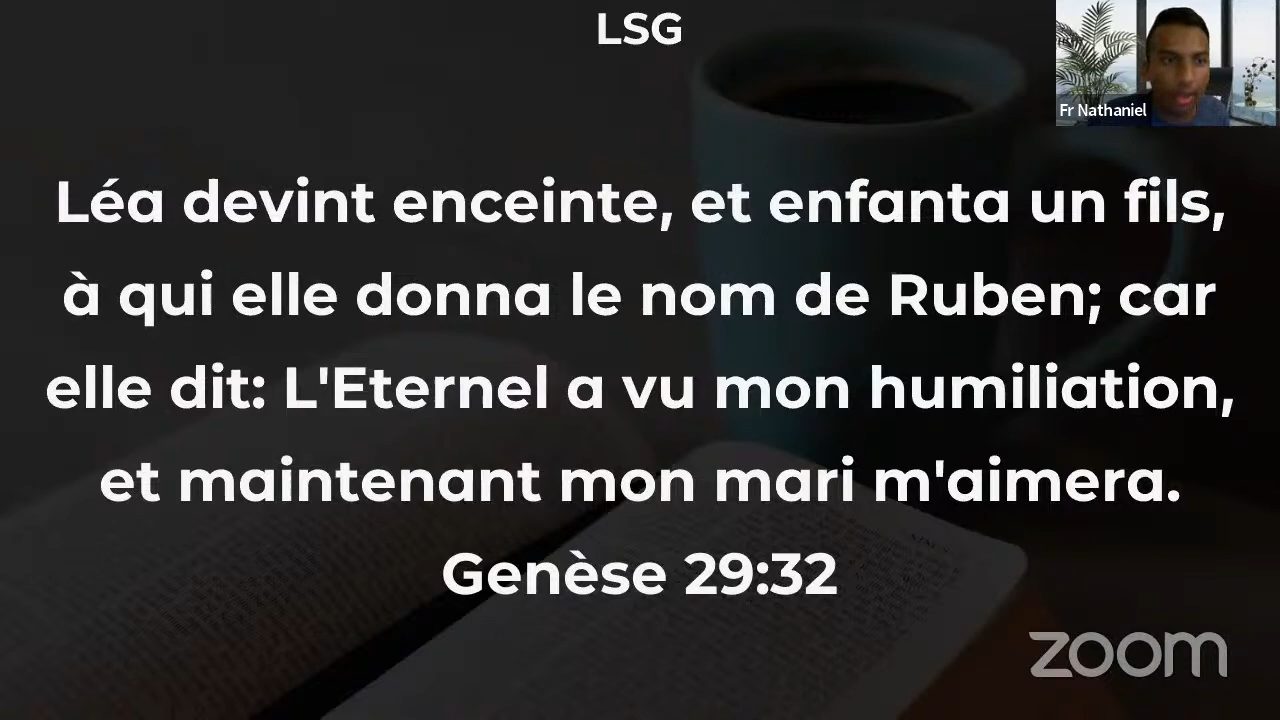 LSG
Fr Nathaniel
Léa devint enceinte, et enfanta un fils,
à qui elle donna le nom de Ruben; car
elle dit: L'Eternel a vu mon humiliation,
et maintenant mon mari m'aimera.
Genèse 29:32
zoom